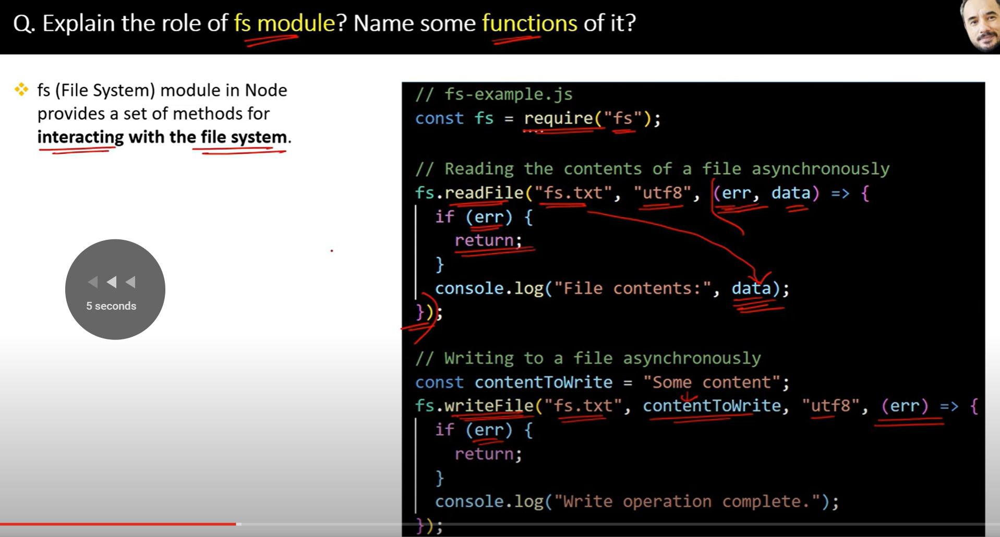 Q. Explain the role of fs module? Name some functions of it?
fs (File System) module in Node
provides a set of methods for
interacting with the file system.
5 seconds
// fs-example.js
const fs = require("fs");
// Reading the contents of a file asynchronously
fs.readFile("fs.txt", "utf8", (err, data) => {
if (err) {
return;
}
console.log("File contents:", data);
});
// Writing to a file asynchronously
const contentToWrite = "Some content";
fs.writeFile("fs.txt", contentToWrite, "utf8", (err) => {
if (err) {
return;
}
console.log("Write operation complete.");
});